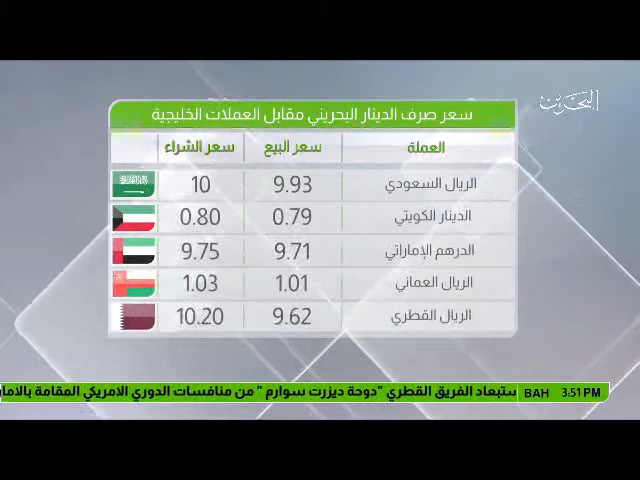 البحرين
سعر صرف الدينار البحريني مقابل العملات الخليجية
العملة سعر البيع سعر الشراء
الريال السعودي 9.93 10
الدينار الكويتي 0.79 0.80
الدرهم الإماراتي 9.71 9.75
الريال العماني 1.01 1.03
الريال القطري 9.62 10.20
ستبعاد الفريق القطري "دوحة ديزرت سوارم " من منافسات الدوري الامريكي المقامة بالامار
BAH 3:51 PM